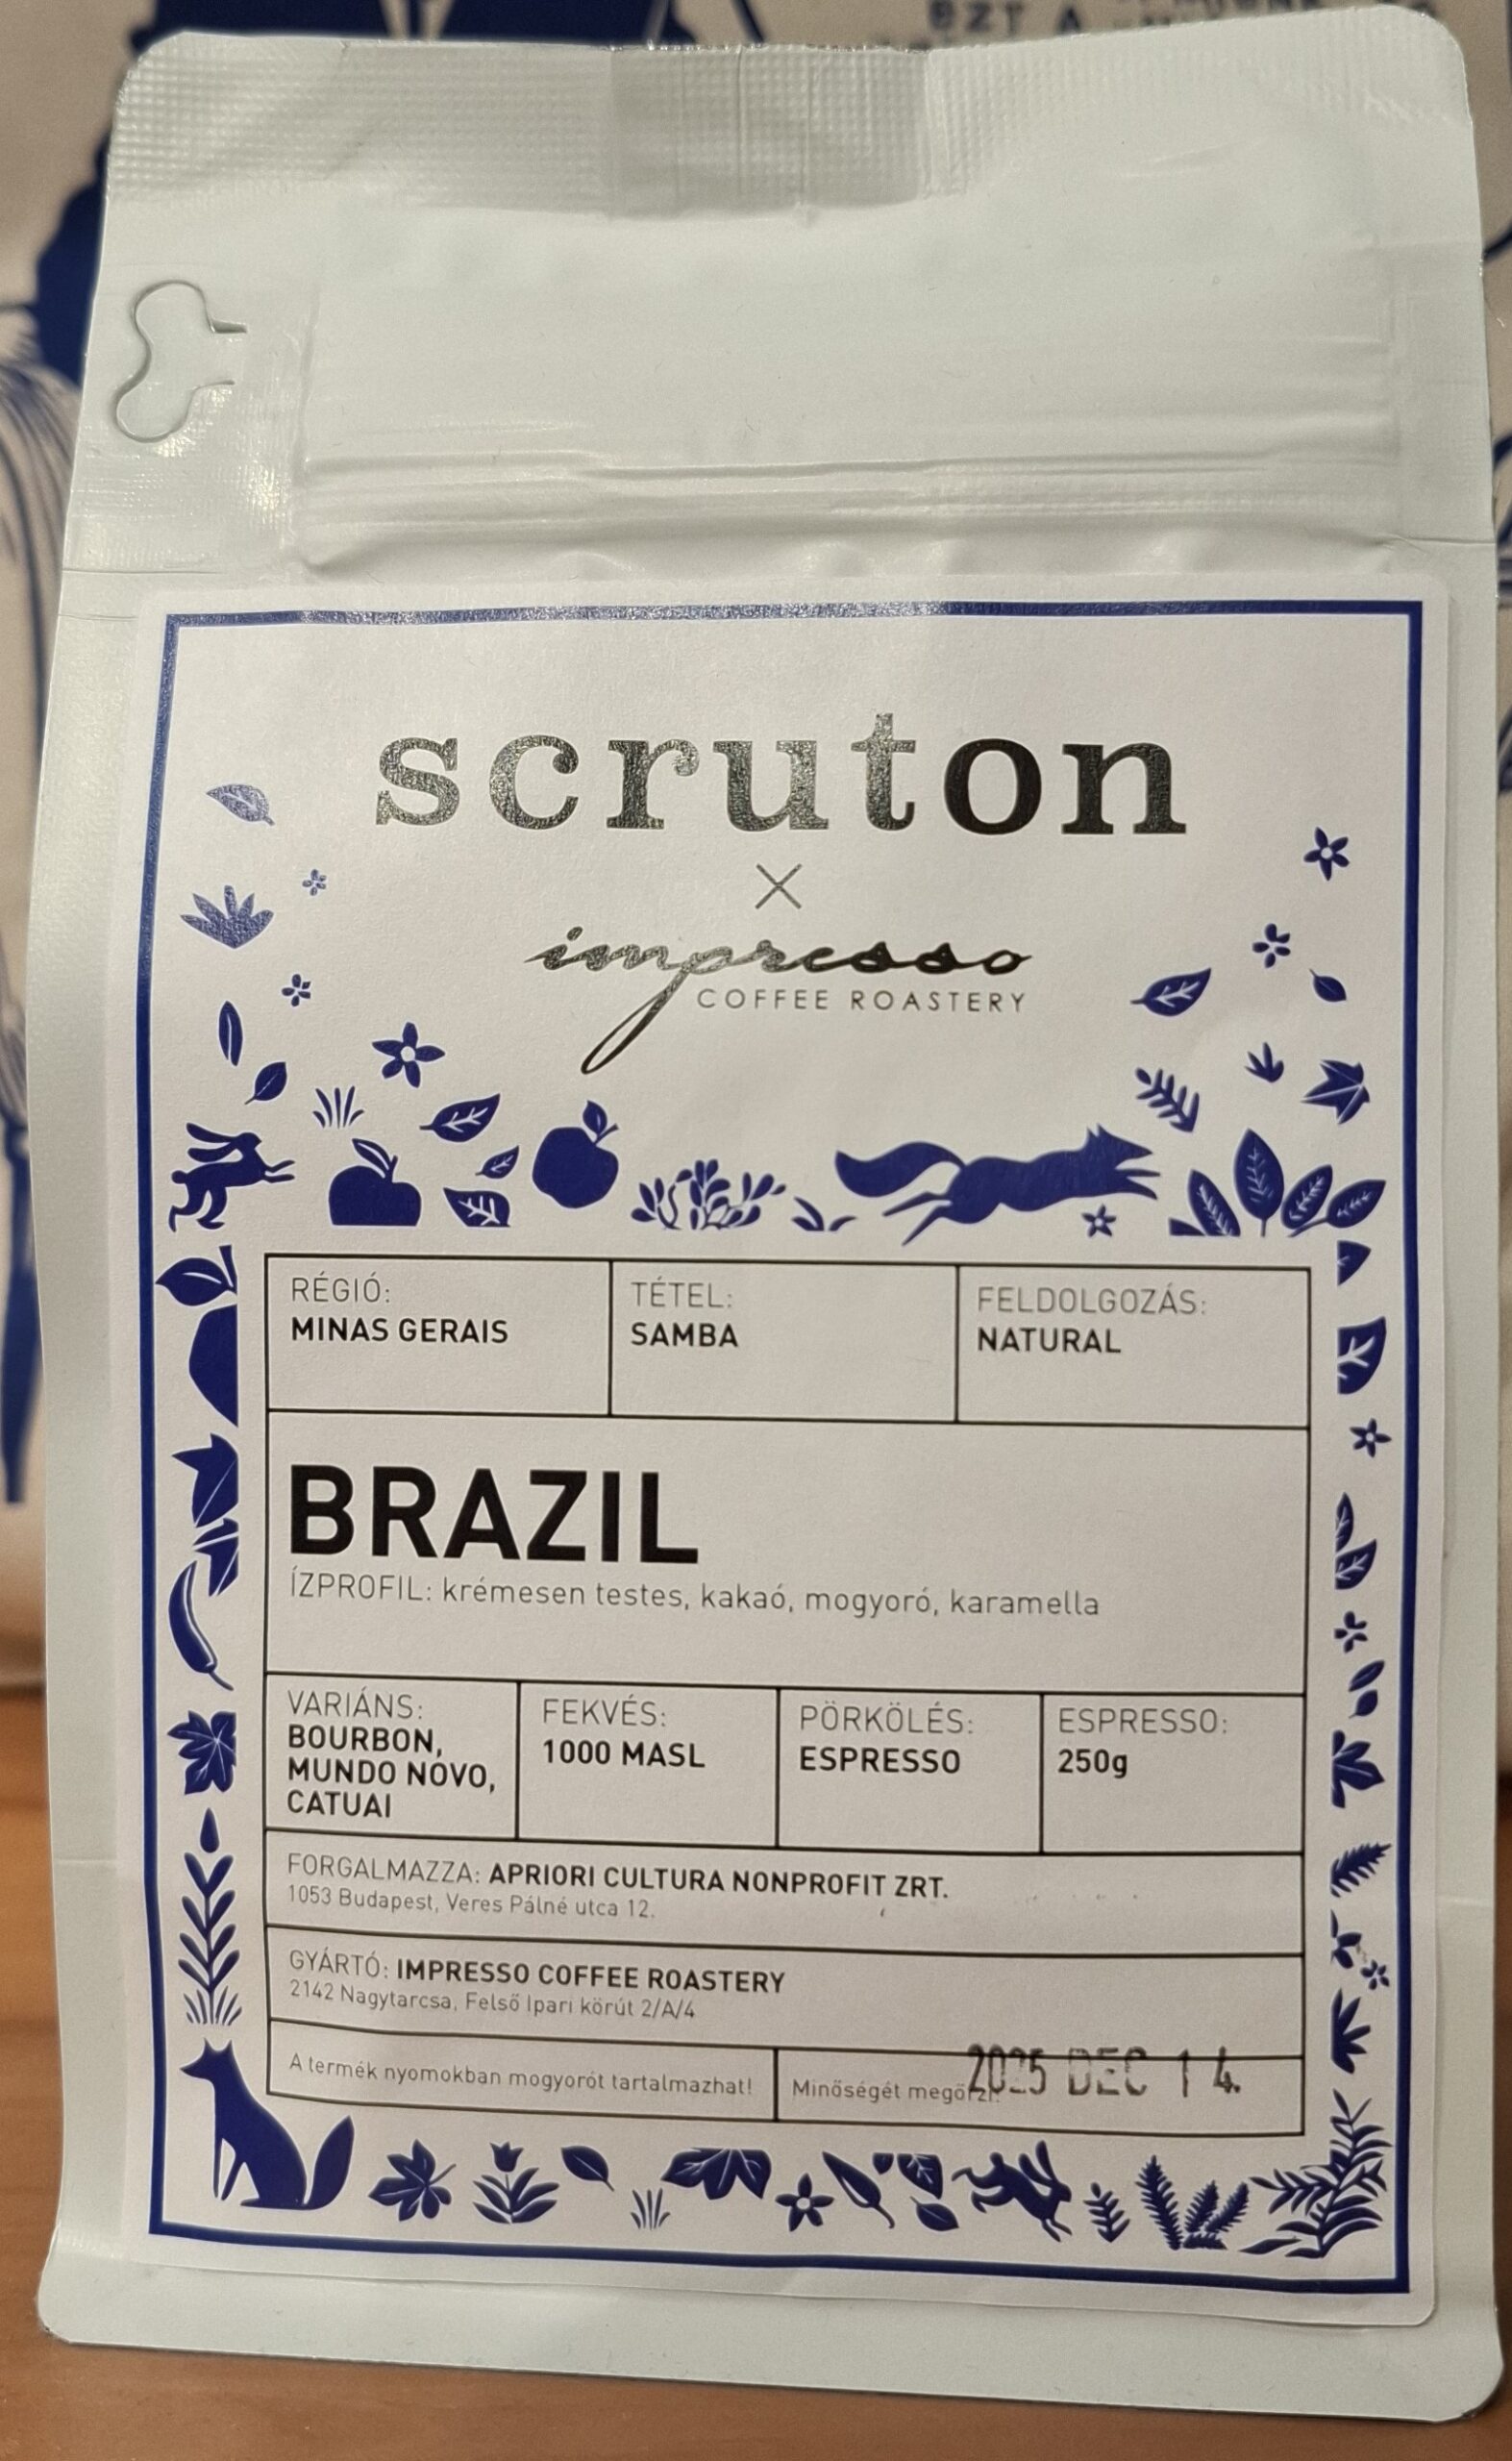 EZT A
scruton
×
impresso
COFFEE ROASTERY
RÉGIÓ:
MINAS GERAIS
TÉTEL:
SAMBA
FELDOLGOZÁS:
NATURAL
BRAZIL
ÍZPROFIL: krémesen testes, kakaó, mogyoró, karamella
VARIÁNS:
BOURBON,
MUNDO NOVO,
CATUAI
FEKVÉS:
1000 MASL
PÖRKÖLÉS:
ESPRESSO
ESPRESSO:
250g
FORGALMAZZA: APRIORI CULTURA NONPROFIT ZRT.
1053 Budapest, Veres Pálné utca 12.
GYÁRTÓ: IMPRESSO COFFEE ROASTERY
2142 Nagytarcsa, Felső Ipari körút 2/A/4
A termék nyomokban mogyorót tartalmazhat!
Minőségét megőrzi: 2025 DEC 14.